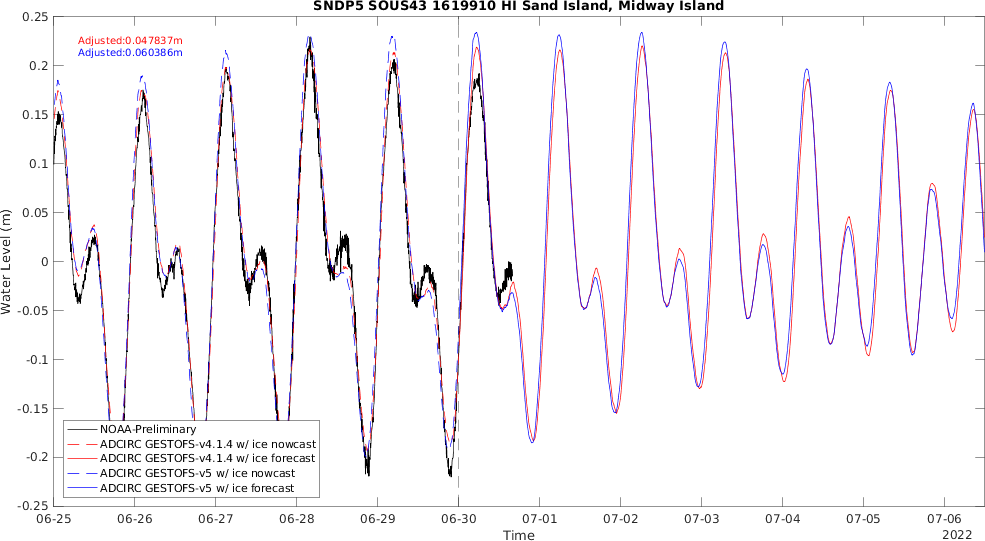 SNDP5 SOUS43 1619910 HI Sand Island, Midway Island
Adjusted:0.047837m
Adjusted:0.060386m
0.25
0.2
0.15
0.1
0.05
0
-0.05
-0.1
-0.15
-0.2
-0.25
Water Level (m)
NOAA-Preliminary
ADCIRC GESTOFS-v4.1.4 w/ ice nowcast
ADCIRC GESTOFS-v4.1.4 w/ ice forecast
ADCIRC GESTOFS-v5 w/ ice nowcast
ADCIRC GESTOFS-v5 w/ ice forecast
06-25 06-26 06-27 06-28 06-29 06-30 07-01 07-02 07-03 07-04 07-05 07-06
Time
2022